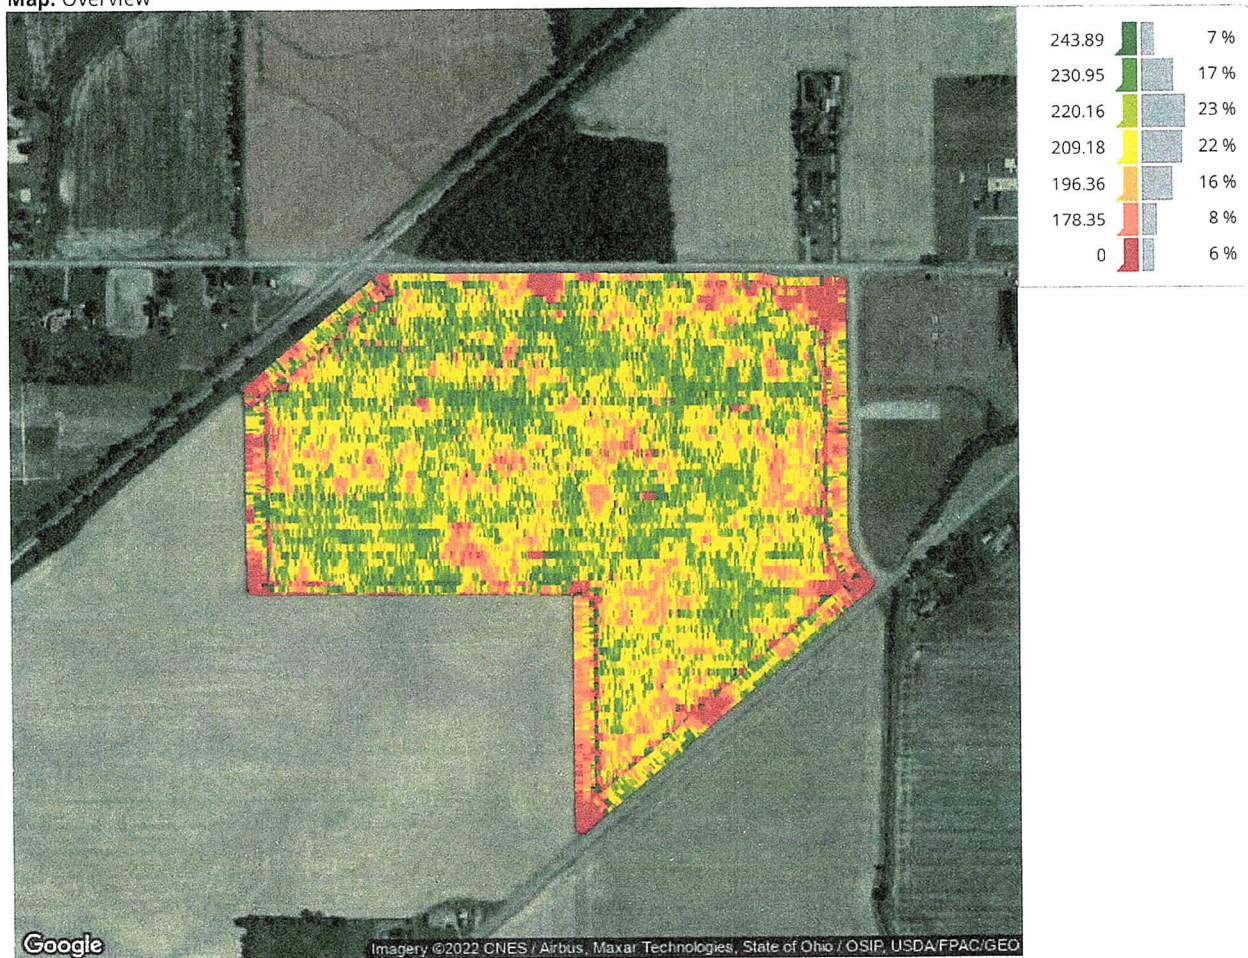 Map: Overview
243.89 7 %
230.95 17 %
220.16 23 %
209.18 22 %
196.36 16 %
178.35 8 %
0 6 %
Google
Imagery ©2022 CNES / Airbus, Maxar Technologies, State of Ohio / OSIP, USDA/FPAC/GEO